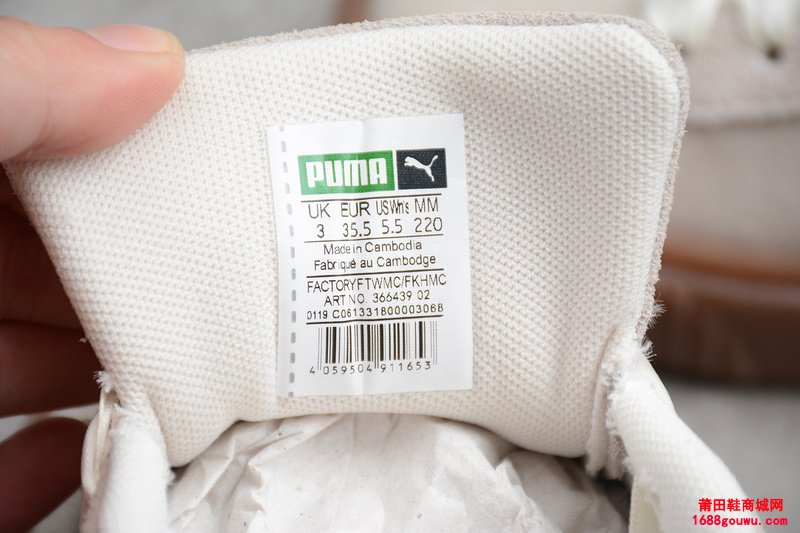 PUMA
UK EUR USWn's MM
3 35.5 5.5 220
Made in Cambodia
Fabriqué au Cambodge
FACTORYFTWMC/FKHMC
ART NO. 366439 02
0119 C061331800003068
4 059504 911653
莆田鞋商城网
1688gouwu.com